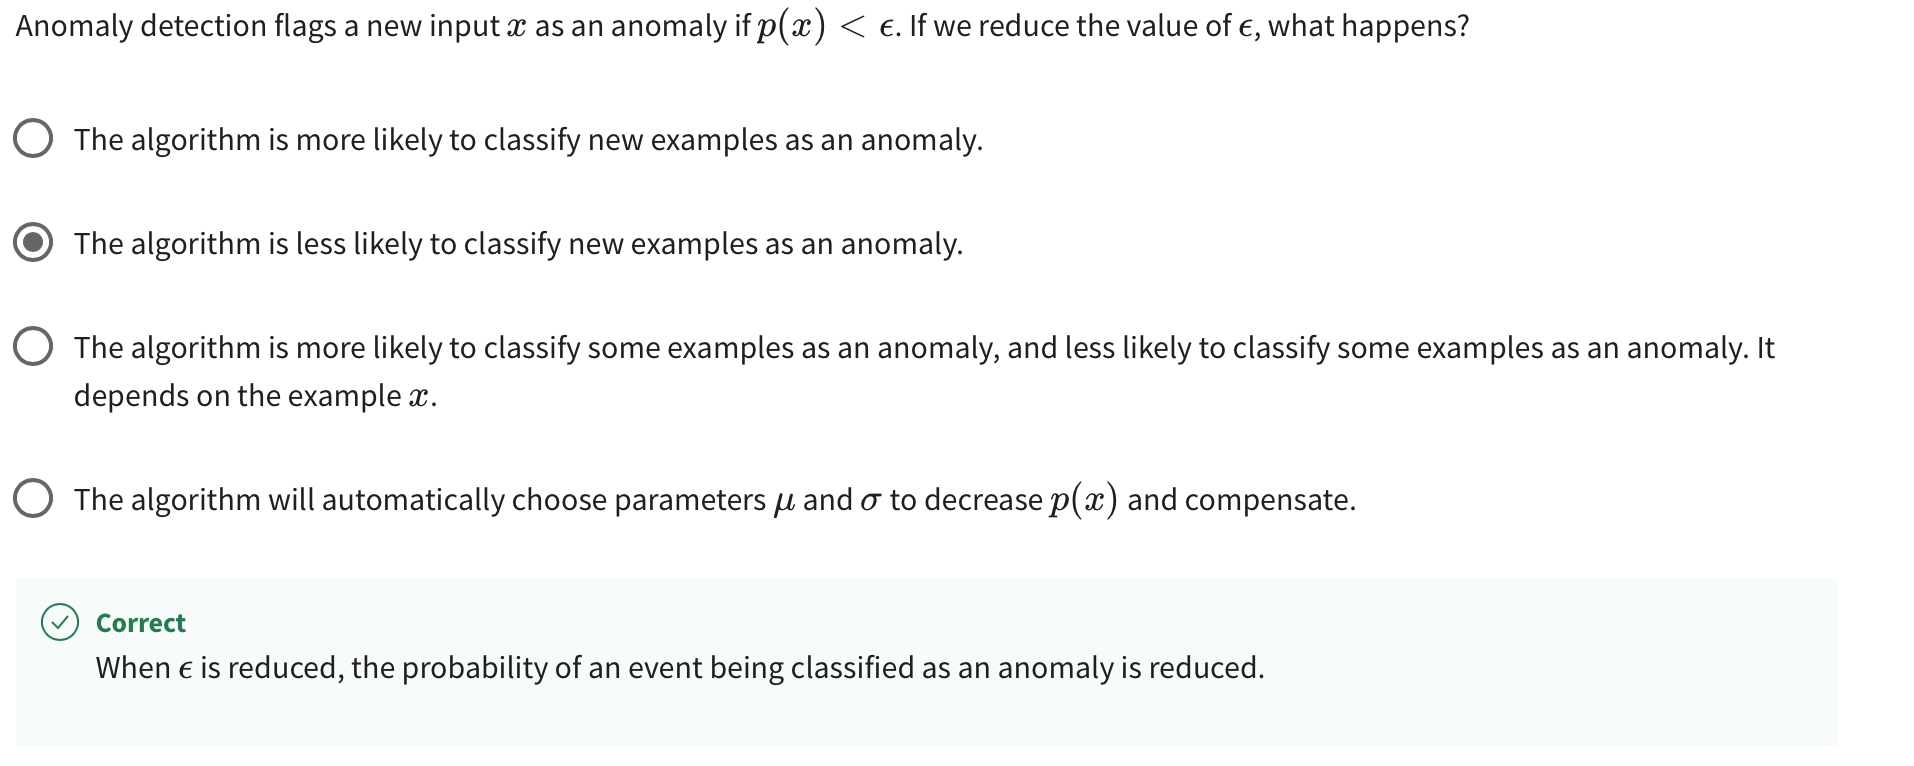 Anomaly detection flags a new input x as an anomaly if p(x) < ϵ. If we reduce the value of ϵ, what happens?
The algorithm is more likely to classify new examples as an anomaly.
The algorithm is less likely to classify new examples as an anomaly.
The algorithm is more likely to classify some examples as an anomaly, and less likely to classify some examples as an anomaly. It
depends on the example x.
The algorithm will automatically choose parameters μ and σ to decrease p(x) and compensate.
Correct
When ϵ is reduced, the probability of an event being classified as an anomaly is reduced.